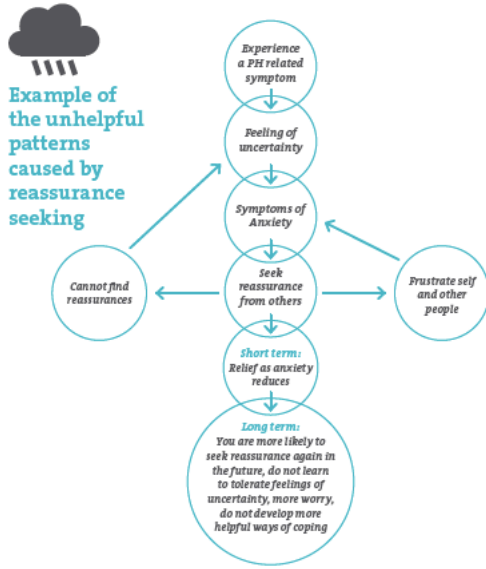 Example of
the unhelpful
patterns
caused by
reassurance
seeking
Experience
a PH related
symptom
Feeling of
uncertainty
Symptoms of
Anxiety
Seek
reassurance
from others
Cannot find
reassurances
Frustrate self
and other
people
Short term:
Relief as anxiety
reduces
Long term:
You are more likely to
seek reassurance again in
the future, do not learn
to tolerate feelings of
uncertainty, more worry,
do not develop more
helpful ways of coping